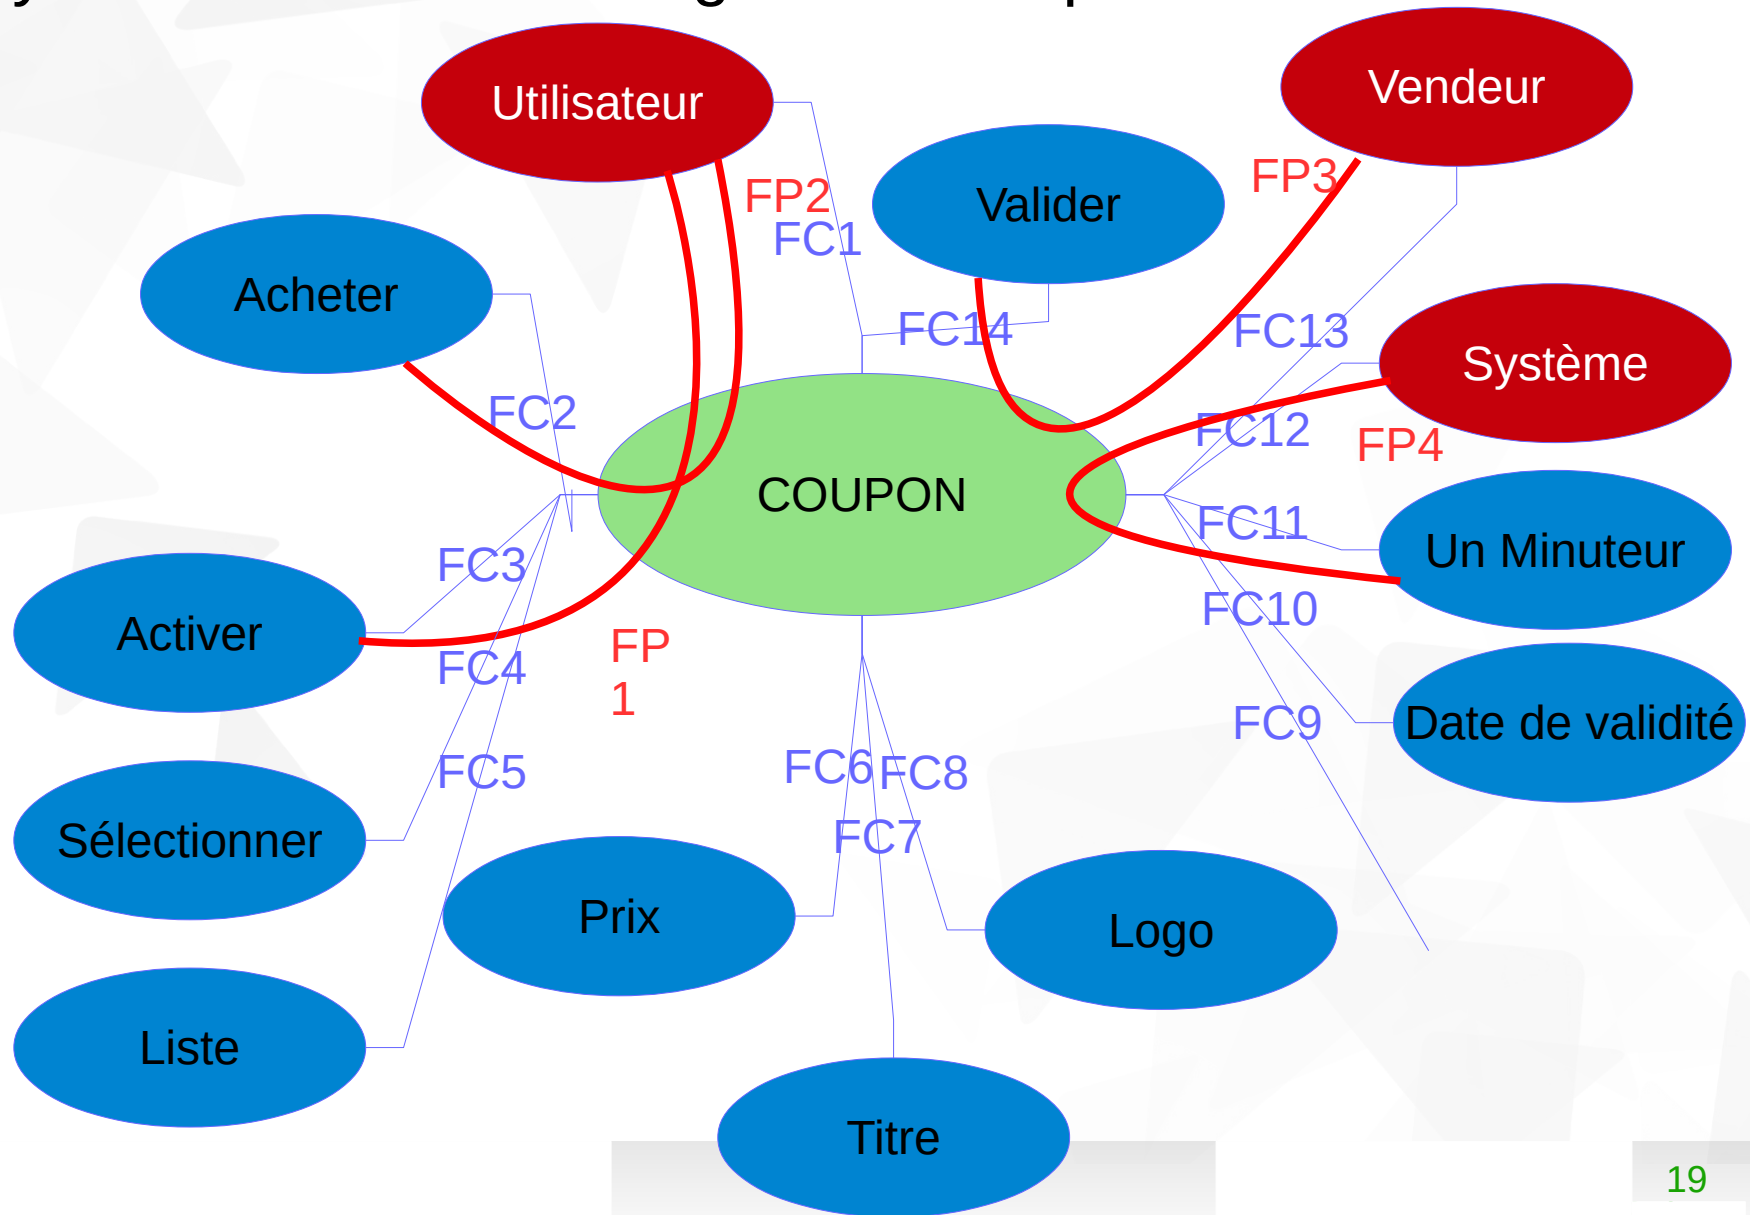 Utilisateur
Vendeur
FP2
FP3
Valider
FC1
Acheter
FC14
FC13
Système
FC2
FC12
FP4
COUPON
FC11
Un Minuteur
FC3
FC10
Activer
FP
1
FC4
FC9
Date de validité
FC5
FC6
FC8
Sélectionner
FC7
Prix
Logo
Liste
Titre
19